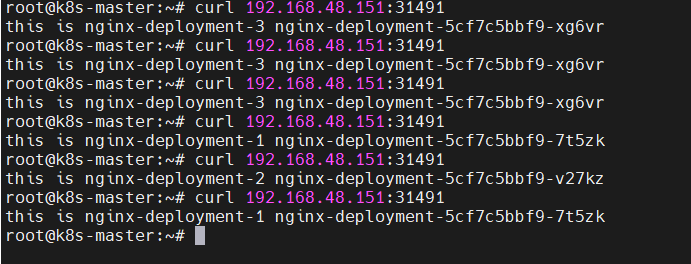 root@k8s-master:~# curl 192.168.48.151:31491
this is nginx-deployment-3 nginx-deployment-5cf7c5bbf9-xg6vr
root@k8s-master:~# curl 192.168.48.151:31491
this is nginx-deployment-3 nginx-deployment-5cf7c5bbf9-xg6vr
root@k8s-master:~# curl 192.168.48.151:31491
this is nginx-deployment-3 nginx-deployment-5cf7c5bbf9-xg6vr
root@k8s-master:~# curl 192.168.48.151:31491
this is nginx-deployment-1 nginx-deployment-5cf7c5bbf9-7t5zk
root@k8s-master:~# curl 192.168.48.151:31491
this is nginx-deployment-2 nginx-deployment-5cf7c5bbf9-v27kz
root@k8s-master:~# curl 192.168.48.151:31491
this is nginx-deployment-1 nginx-deployment-5cf7c5bbf9-7t5zk
root@k8s-master:~#